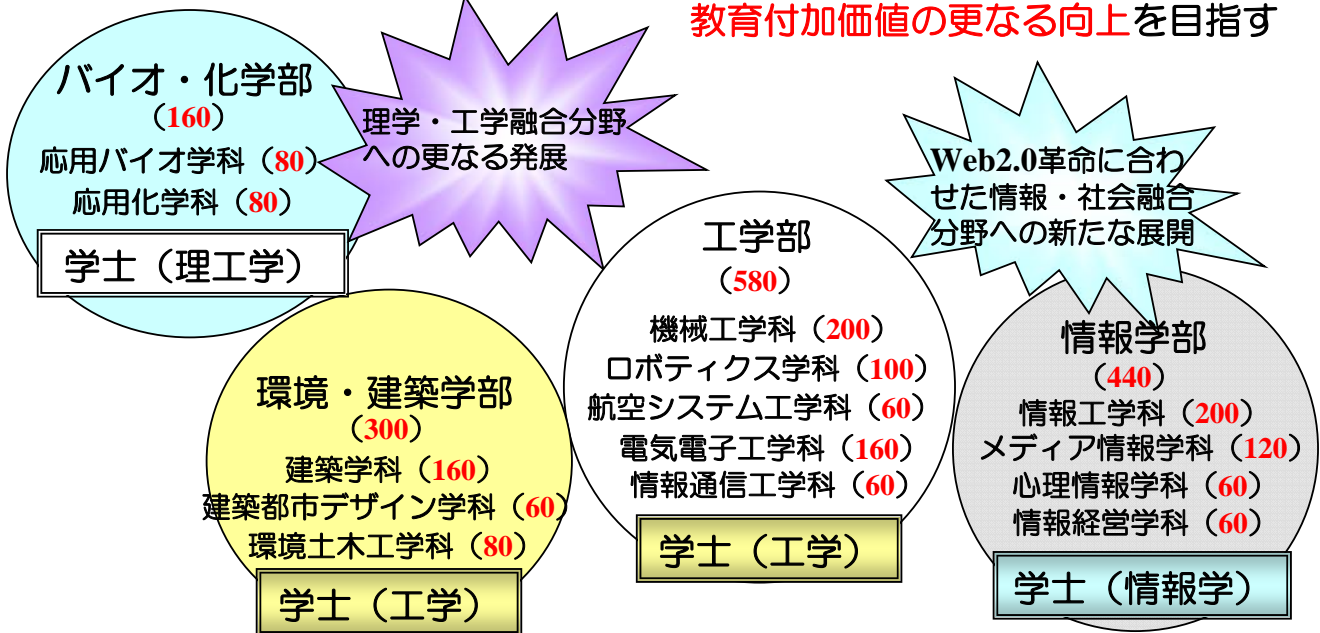 教育付加価値の更なる向上を目指す
バイオ・化学部
（160）
応用バイオ学科（80）
応用化学科（80）
学士（理工学）
理学・工学融合分野
への更なる発展
環境・建築学部
（300）
建築学科（160）
建築都市デザイン学科（60）
環境土木工学科（80）
学士（工学）
工学部
（580）
機械工学科（200）
ロボティクス学科（100）
航空システム工学科（60）
電気電子工学科（160）
情報通信工学科（60）
学士（工学）
Web2.0革命に合わ
せた情報・社会融合
分野への新たな展開
情報学部
（440）
情報工学科（200）
メディア情報学科（120）
心理情報学科（60）
情報経営学科（60）
学士（情報学）